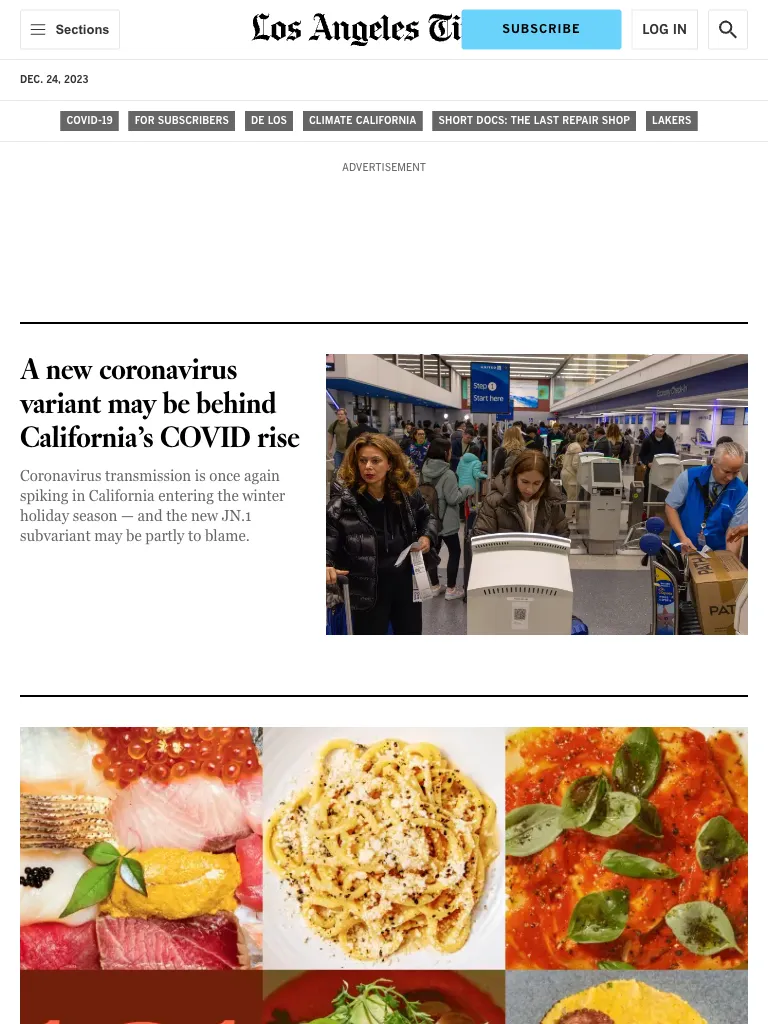 Sections
Los Angeles Ti
SUBSCRIBE
LOG IN
DEC. 24, 2023
COVID-19
FOR SUBSCRIBERS
DE LOS
CLIMATE CALIFORNIA
SHORT DOCS: THE LAST REPAIR SHOP
LAKERS
ADVERTISEMENT
A new coronavirus
variant may be behind
California’s COVID rise
Coronavirus transmission is once again
spiking in California entering the winter
holiday season — and the new JN.1
subvariant may be partly to blame.
UNITED
Step 1
Start here